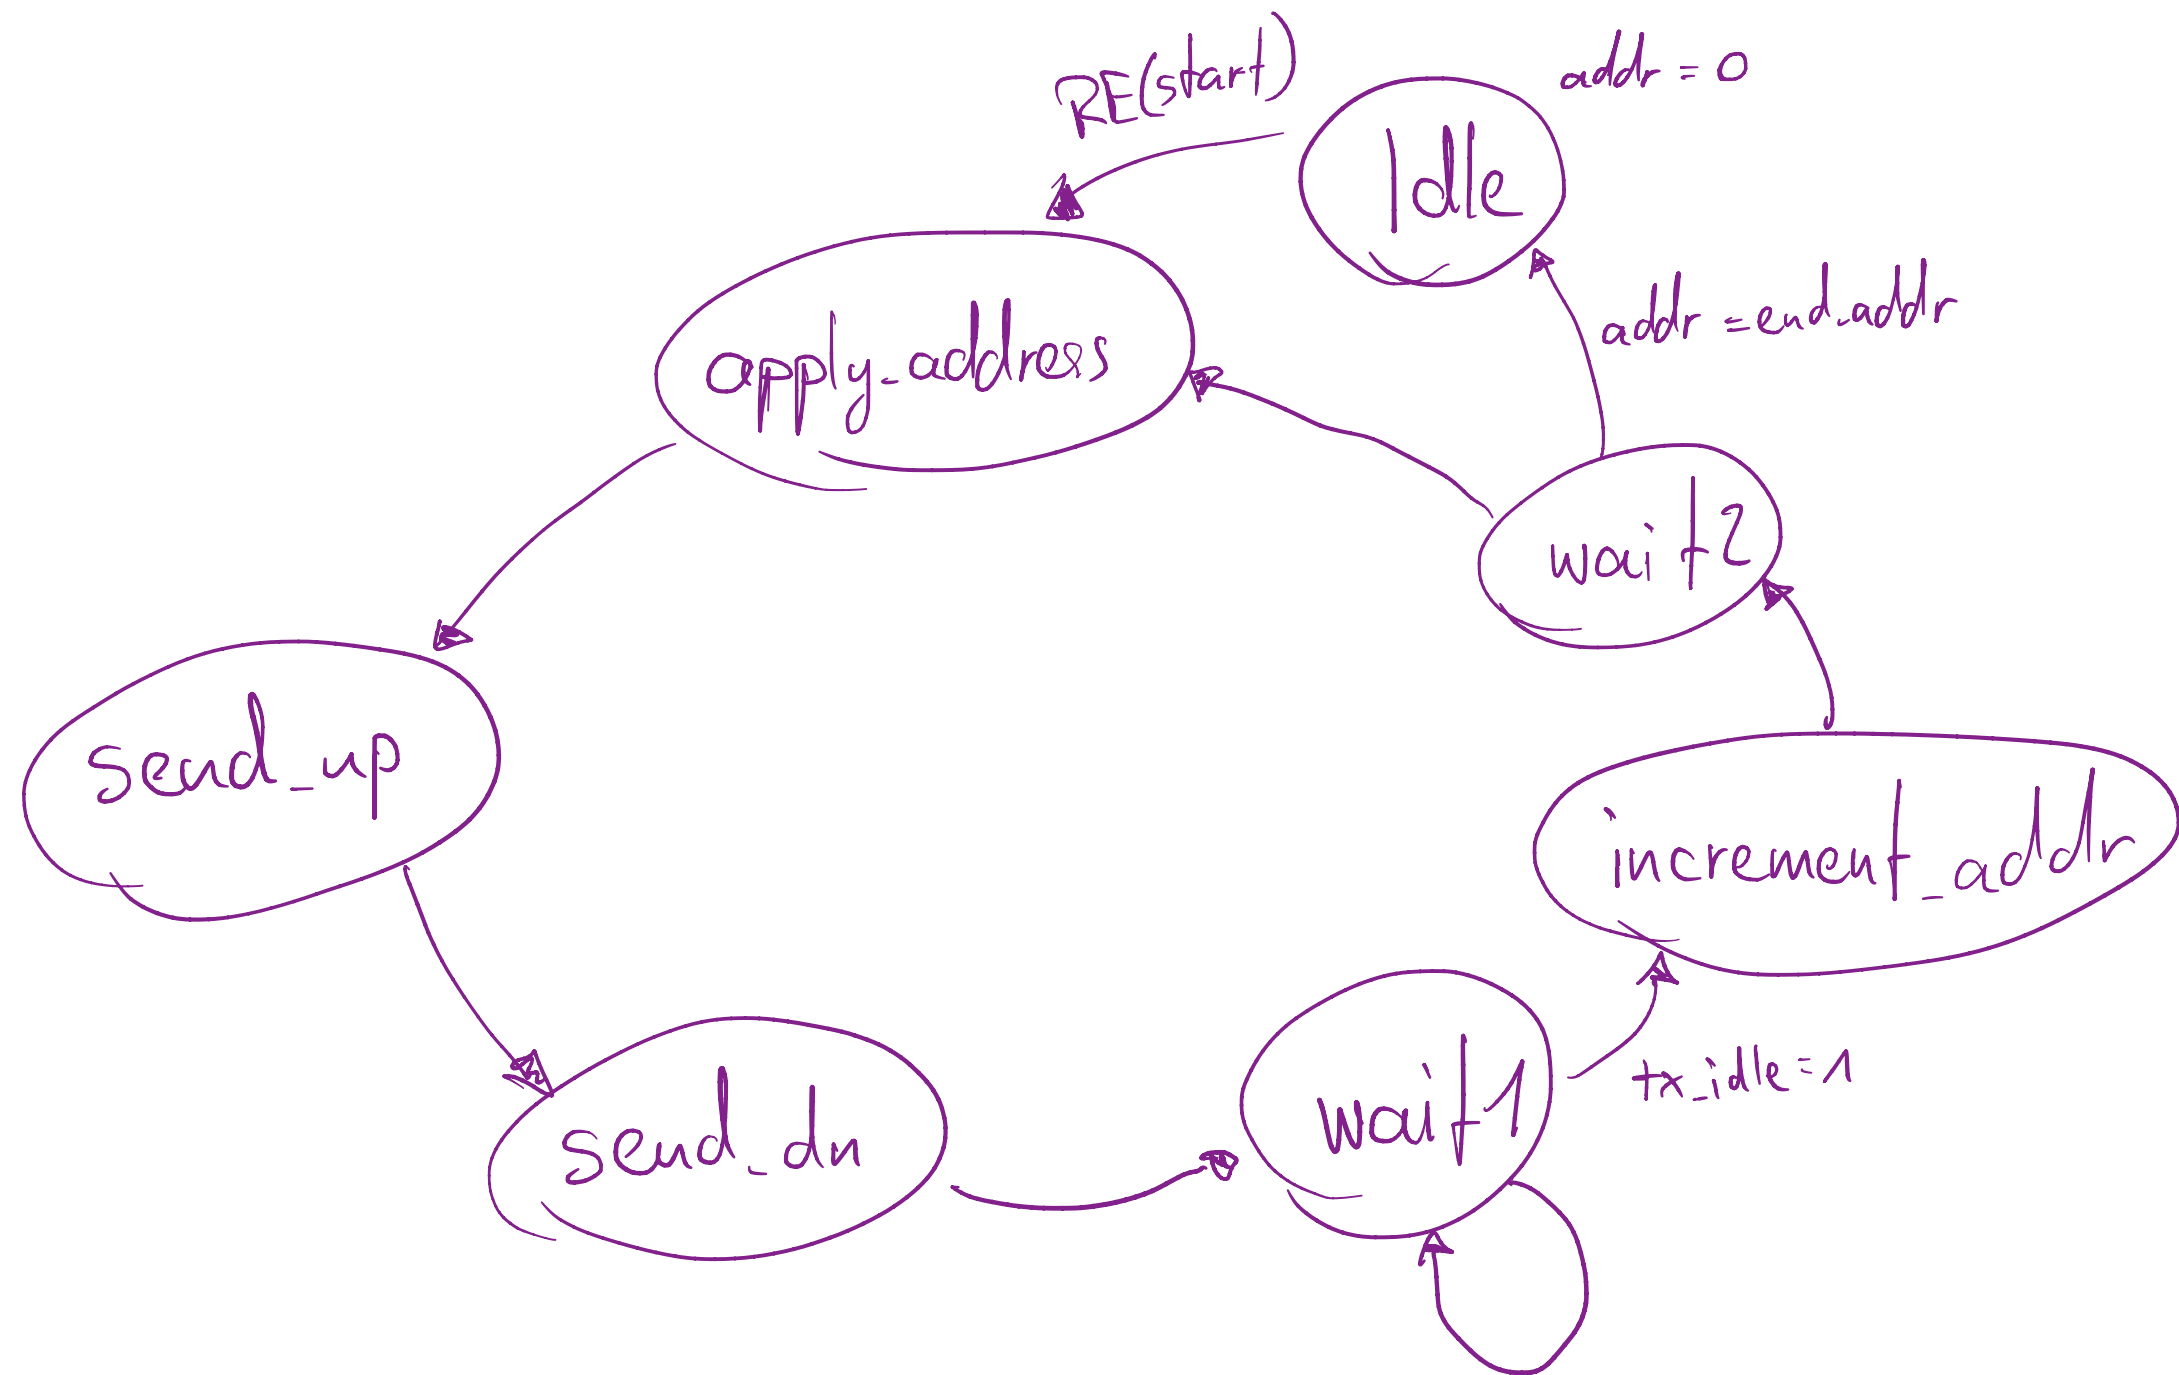 RE(start)
addr = 0
Idle
addr = end_addr
apply_address
wait2
send_up
increment_addr
tx_idle = 1
wait1
send_dn